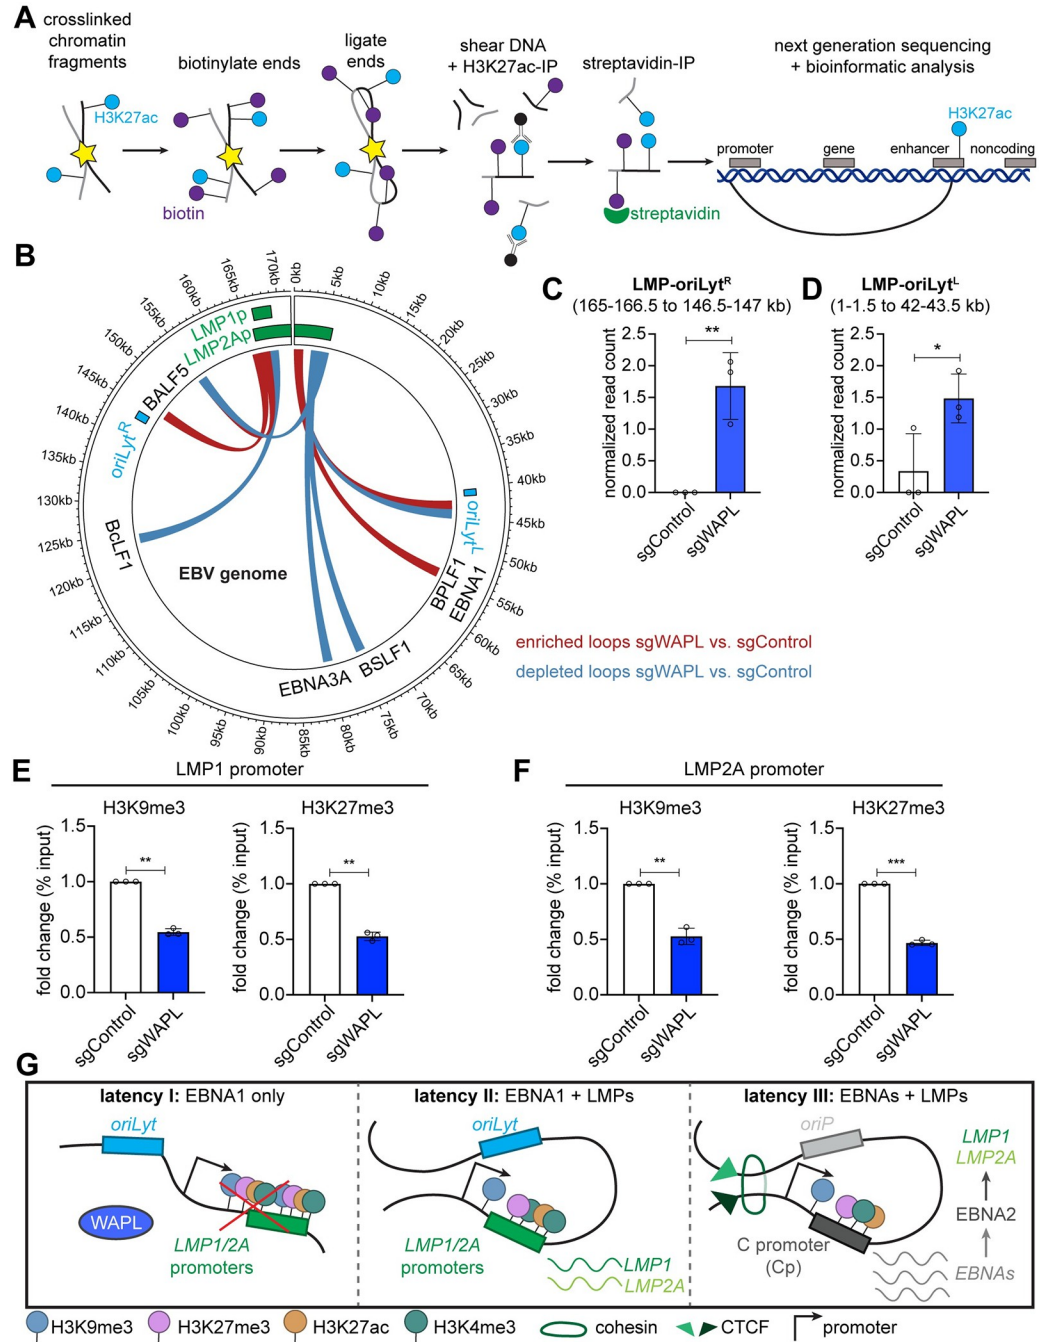 A
crosslinked
chromatin
fragments
H3K27ac
biotinylate ends
biotin
ligate
ends
shear DNA
+ H3K27ac-IP
streptavidin-IP
streptavidin
next generation sequencing
+ bioinformatic analysis
H3K27ac
promoter
gene
enhancer
noncoding
B
0kb
5kb
10kb
15kb
20kb
25kb
30kb
35kb
40kb
45kb
50kb
55kb
60kb
65kb
70kb
75kb
80kb
85kb
90kb
95kb
100kb
105kb
110kb
115kb
120kb
125kb
130kb
135kb
140kb
145kb
150kb
155kb
160kb
165kb
170kb
LMP1p
LMP2Ap
BALF5
oriLytR
BcLF1
EBV genome
oriLytL
BPLF1
EBNA1
BSLF1
EBNA3A
enriched loops sgWAPL vs. sgControl
depleted loops sgWAPL vs. sgControl
C
LMP-oriLytR
(165-166.5 to 146.5-147 kb)
normalized read count
2.5
2.0
1.5
1.0
0.5
0.0
**
sgControl
sgWAPL
D
LMP-oriLytL
(1-1.5 to 42-43.5 kb)
normalized read count
2.5
2.0
1.5
1.0
0.5
0.0
*
sgControl
sgWAPL
E
LMP1 promoter
H3K9me3
fold change (% input)
1.5
1.0
0.5
0.0
**
sgControl
sgWAPL
H3K27me3
fold change (% input)
1.5
1.0
0.5
0.0
**
sgControl
sgWAPL
F
LMP2A promoter
H3K9me3
fold change (% input)
1.5
1.0
0.5
0.0
**
sgControl
sgWAPL
H3K27me3
fold change (% input)
1.5
1.0
0.5
0.0
***
sgControl
sgWAPL
G
latency I: EBNA1 only
oriLyt
WAPL
LMP1/2A
promoters
latency II: EBNA1 + LMPs
oriLyt
LMP1/2A
promoters
LMP1
LMP2A
latency III: EBNAs + LMPs
oriP
C promoter
(Cp)
LMP1
LMP2A
EBNA2
EBNAs
H3K9me3
H3K27me3
H3K27ac
H3K4me3
cohesin
CTCF
promoter